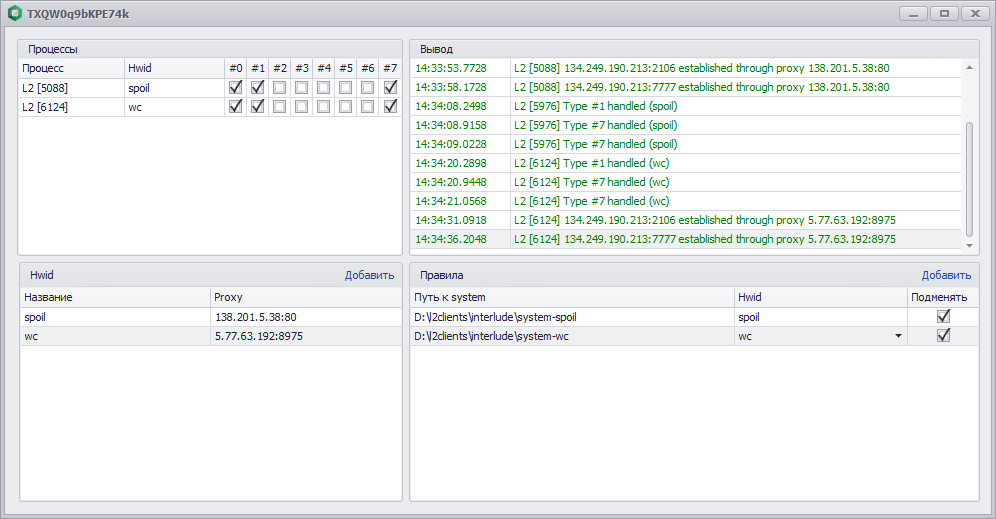 TXQW0q9bKPE74k
Процессы
Процесс Hwid #0 #1 #2 #3 #4 #5 #6 #7
L2 [5088] spoil
L2 [6124] wc
Вывод
14:33:53.7728 L2 [5088] 134.249.190.213:2106 established through proxy 138.201.5.38:80
14:33:58.1728 L2 [5088] 134.249.190.213:7777 established through proxy 138.201.5.38:80
14:34:08.2498 L2 [5976] Type #1 handled (spoil)
14:34:08.9158 L2 [5976] Type #7 handled (spoil)
14:34:09.0228 L2 [5976] Type #7 handled (spoil)
14:34:20.2898 L2 [6124] Type #1 handled (wc)
14:34:20.9448 L2 [6124] Type #7 handled (wc)
14:34:21.0568 L2 [6124] Type #7 handled (wc)
14:34:31.0918 L2 [6124] 134.249.190.213:2106 established through proxy 5.77.63.192:8975
14:34:36.2048 L2 [6124] 134.249.190.213:7777 established through proxy 5.77.63.192:8975
Hwid Добавить
Название Proxy
spoil 138.201.5.38:80
wc 5.77.63.192:8975
Правила Добавить
Путь к system Hwid Подменять
D:\l2clients\interlude\system-spoil spoil
D:\l2clients\interlude\system-wc wc